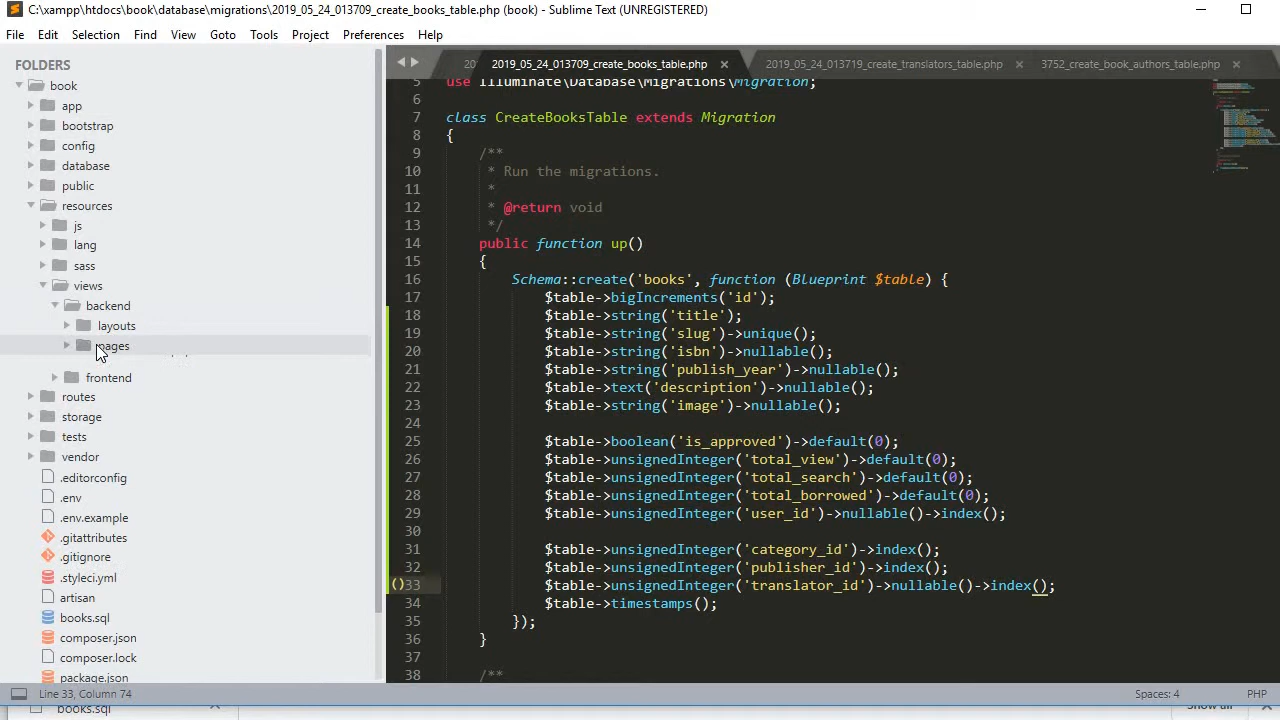 C:\xampp\htdocs\book\database\migrations\2019_05_24_013709_create_books_table.php (book) - Sublime Text (UNREGISTERED)
File Edit Selection Find View Goto Tools Project Preferences Help
FOLDERS
book
app
bootstrap
config
database
public
resources
js
lang
sass
views
backend
layouts
pages
frontend
routes
storage
tests
vendor
.editorconfig
.env
.env.example
.gitattributes
.gitignore
.styleci.yml
artisan
books.sql
composer.json
composer.lock
package.json
20 2019_05_24_013709_create_books_table.php 2019_05_24_013719_create_translators_table.php 3752_create_book_authors_table.php
5 use Illuminate\Database\Migrations\Migration;
6
7 class CreateBooksTable extends Migration
8 {
9 /**
10 * Run the migrations.
11 *
12 * @return void
13 */
14 public function up()
15 {
16 Schema::create('books', function (Blueprint $table) {
17 $table->bigIncrements('id');
18 $table->string('title');
19 $table->string('slug')->unique();
20 $table->string('isbn')->nullable();
21 $table->string('publish_year')->nullable();
22 $table->text('description')->nullable();
23 $table->string('image')->nullable();
24
25 $table->boolean('is_approved')->default(0);
26 $table->unsignedInteger('total_view')->default(0);
27 $table->unsignedInteger('total_search')->default(0);
28 $table->unsignedInteger('total_borrowed')->default(0);
29 $table->unsignedInteger('user_id')->nullable()->index();
30
31 $table->unsignedInteger('category_id')->index();
32 $table->unsignedInteger('publisher_id')->index();
()33 $table->unsignedInteger('translator_id')->nullable()->index();
34 $table->timestamps();
35 });
36 }
37
38 /**
Line 33, Column 74 Spaces: 4 PHP
books.sql Show all